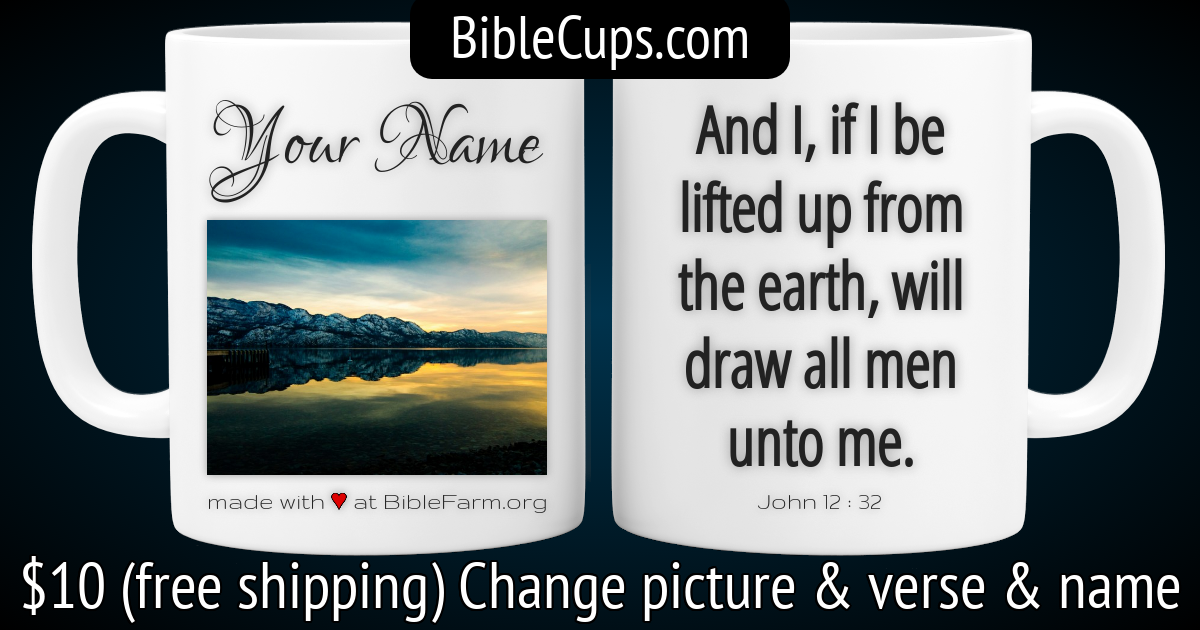 BibleCups.com
Your Name
made with ♥ at BibleFarm.org
And I, if I be
lifted up from
the earth, will
draw all men
unto me.
John 12 : 32
$10 (free shipping) Change picture & verse & name